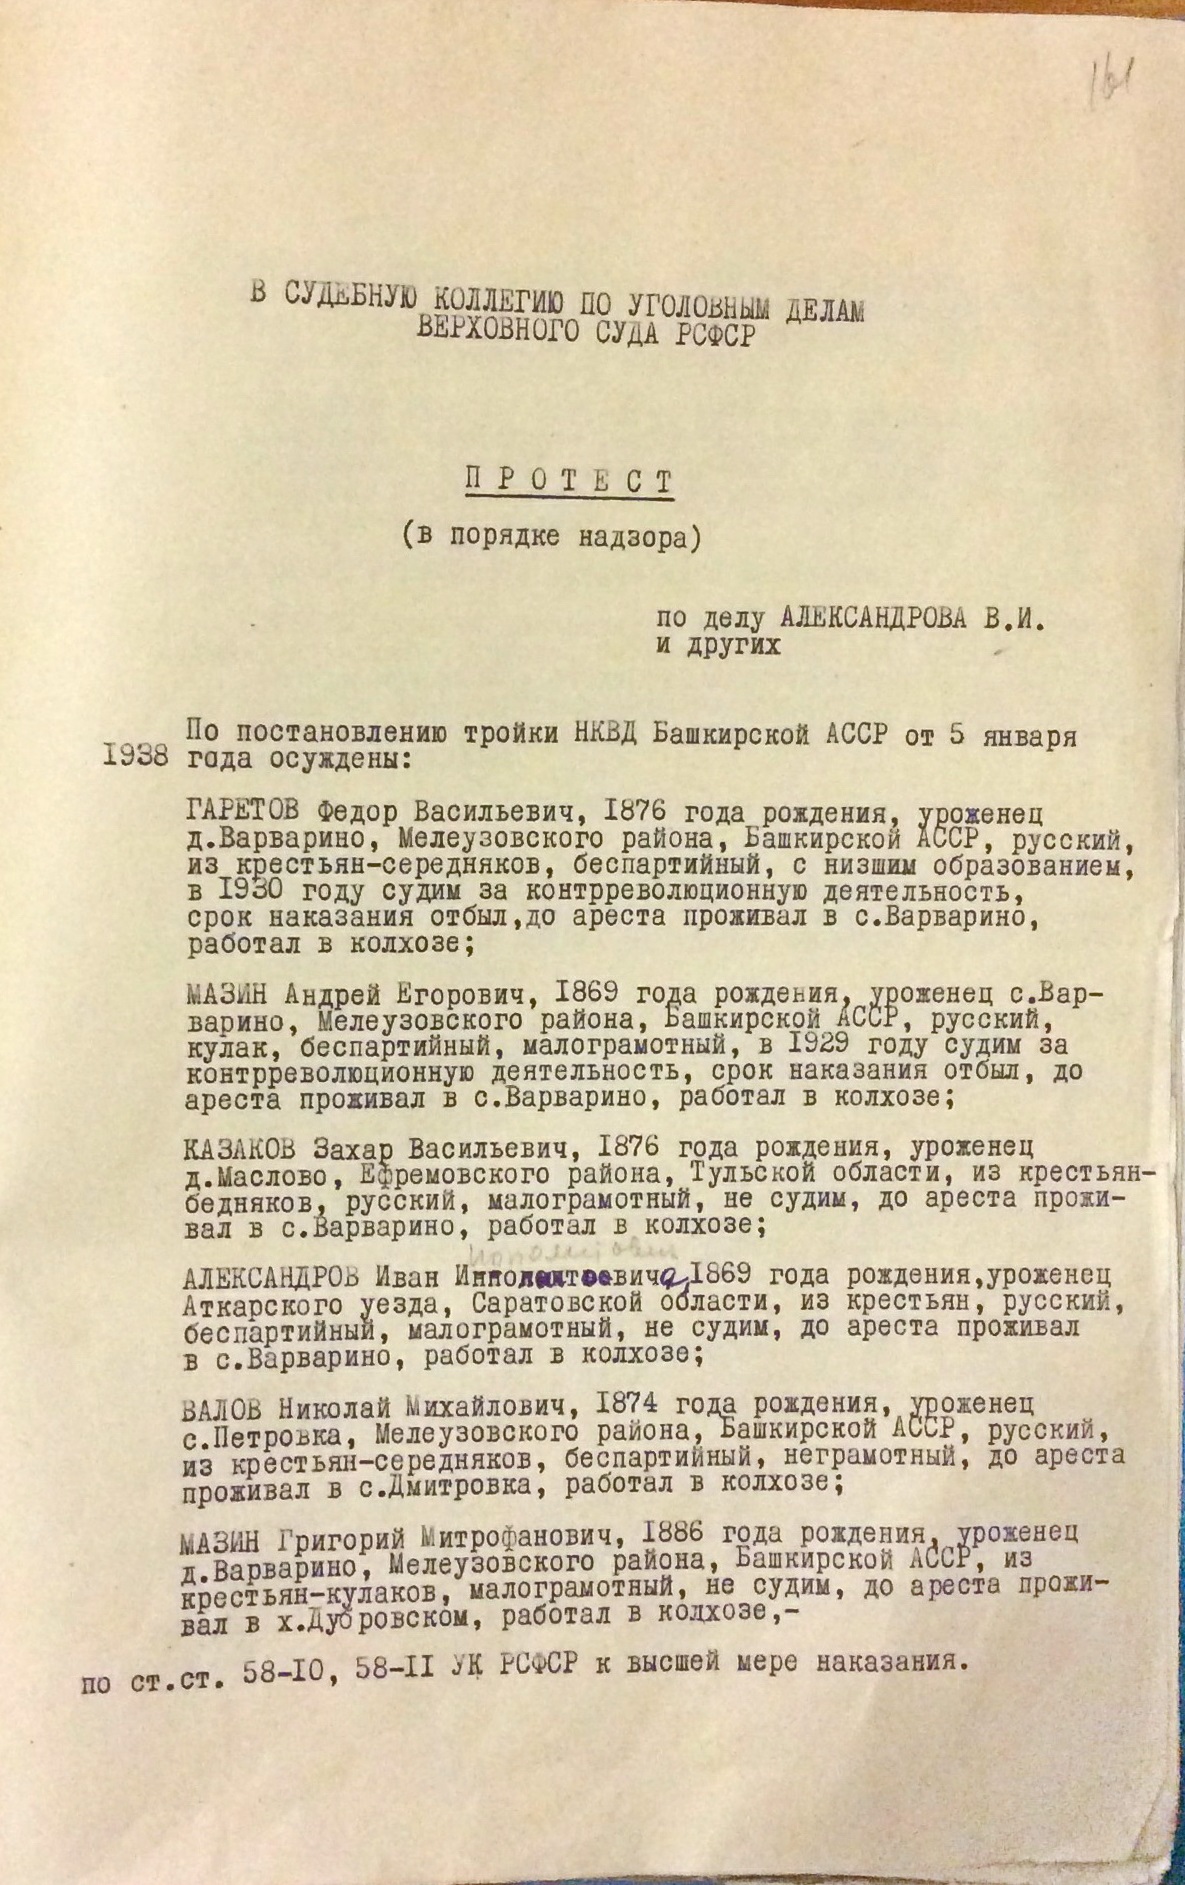 161
В СУДЕБНУЮ КОЛЛЕГИЮ ПО УГОЛОВНЫМ ДЕЛАМ
ВЕРХОВНОГО СУДА РСФСР
П Р О Т Е С Т
(в порядке надзора)
по делу АЛЕКСАНДРОВА В.И.
и других
По постановлению тройки НКВД Башкирской АССР от 5 января
1938 года осуждены:
ГАРЕТОВ Федор Васильевич, 1876 года рождения, уроженец
д.Варварино, Мелеузовского района, Башкирской АССР, русский,
из крестьян-середняков, беспартийный, с низшим образованием,
в 1930 году судим за контрреволюционную деятельность,
срок наказания отбыл,до ареста проживал в с.Варварино,
работал в колхозе;
МАЗИН Андрей Егорович, 1869 года рождения, уроженец с.Вар-
варино, Мелеузовского района, Башкирской АССР, русский,
кулак, беспартийный, малограмотный, в 1929 году судим за
контрреволюционную деятельность, срок наказания отбыл, до
ареста проживал в с.Варварино, работал в колхозе;
КАЗАКОВ Захар Васильевич, 1876 года рождения, уроженец
д.Маслово, Ефремовского района, Тульской области, из крестьян-
бедняков, русский, малограмотный, не судим, до ареста прожи-
вал в с.Варварино, работал в колхозе;
АЛЕКСАНДРОВ Иван 1869 года рождения,уроженец
Аткарского уезда, Саратовской области, из крестьян, русский,
беспартийный, малограмотный, не судим, до ареста проживал
в с.Варварино, работал в колхозе;
ВАЛОВ Николай Михайлович, 1874 года рождения, уроженец
с.Петровка, Мелеузовского района, Башкирской АССР, русский,
из крестьян-середняков, беспартийный, неграмотный, до ареста
проживал в с.Дмитровка, работал в колхозе;
МАЗИН Григорий Митрофанович, 1886 года рождения, уроженец
д.Варварино, Мелеузовского района, Башкирской АССР, из
крестьян-кулаков, малограмотный, не судим, до ареста прожи-
вал в х.Дубровском, работал в колхозе,-
по ст.ст. 58-10, 58-11 УК РСФСР к высшей мере наказания.